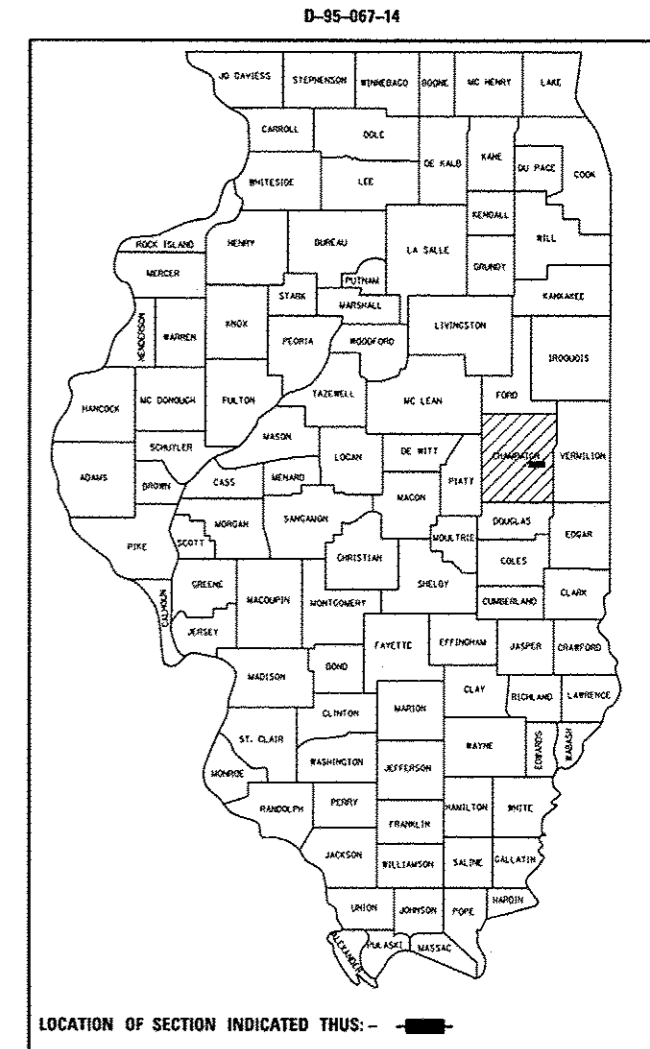 D-95-067-14
JO DAVIESS STEPHENSON WINNEBAGO BOONE MC HENRY LAKE
CARROLL OGLE DE KALB KANE DU PAGE COOK
WHITESIDE LEE KENDALL WILL
ROCK ISLAND HENRY BUREAU LA SALLE GRUNDY
MERCER PUTNAM KANKAKEE
STARK MARSHALL
HENDERSON WARREN KNOX PEORIA WOODFORD LIVINGSTON IROQUOIS
HANCOCK MC DONOUGH FULTON TAZEWELL MC LEAN FORD
SCHUYLER MASON LOGAN DE WITT CHAMPAIGN VERMILION
ADAMS BROWN CASS MENARD MACON PIATT
PIKE SCOTT MORGAN SANGAMON CHRISTIAN MOULTRIE DOUGLAS EDGAR
COLES
CALHOUN GREENE MACOUPIN MONTGOMERY SHELBY CUMBERLAND CLARK
JERSEY FAYETTE EFFINGHAM JASPER CRAWFORD
MADISON BOND CLAY RICHLAND LAWRENCE
CLINTON MARION
ST. CLAIR WASHINGTON JEFFERSON WAYNE EDWARDS WABASH
MONROE RANDOLPH PERRY HAMILTON WHITE
FRANKLIN
JACKSON WILLIAMSON SALINE GALLATIN
UNION JOHNSON POPE HARDIN
ALEXANDER PULASKI MASSAC
LOCATION OF SECTION INDICATED THUS:-